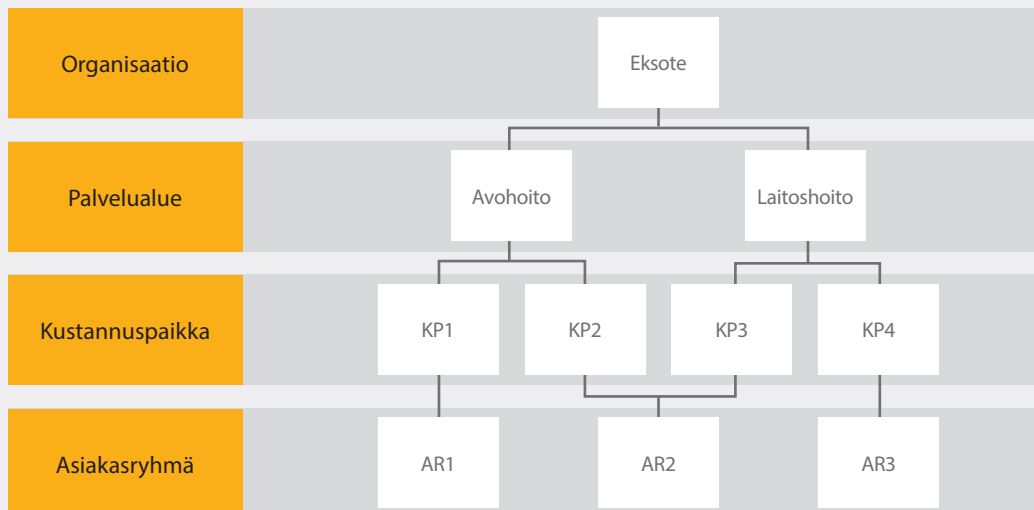 Organisaatio
Eksote
Palvelualue
Avohoito
Laitoshoito
Kustannuspaikka
KP1
KP2
KP3
KP4
Asiakasryhmä
AR1
AR2
AR3